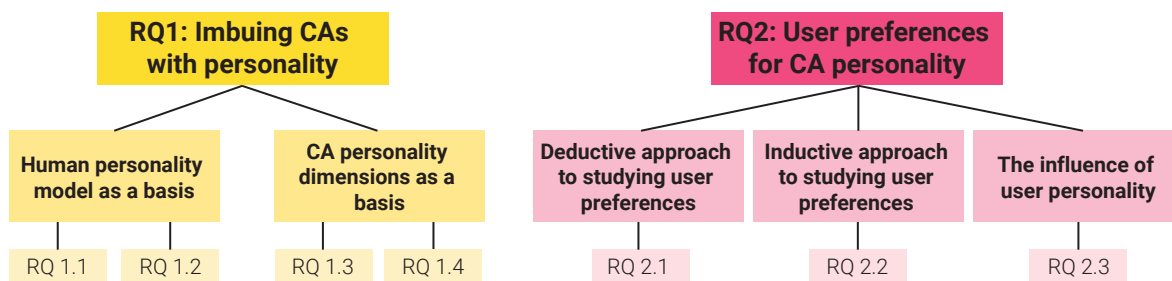 RQ1: Imbuing CAs
with personality
Human personality
model as a basis
CA personality
dimensions as a
basis
RQ 1.1
RQ 1.2
RQ 1.3
RQ 1.4
RQ2: User preferences
for CA personality
Deductive approach
to studying user
preferences
Inductive approach
to studying user
preferences
The influence of
user personality
RQ 2.1
RQ 2.2
RQ 2.3